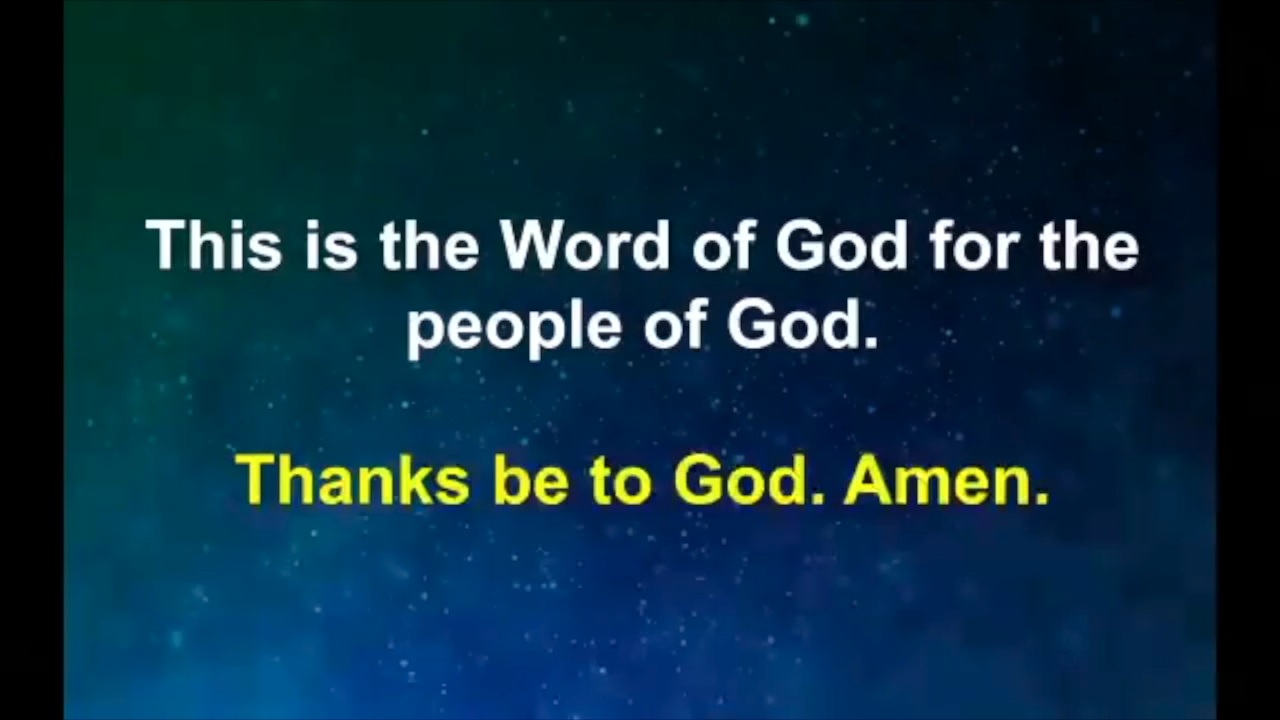 This is the Word of God for the
people of God.
Thanks be to God. Amen.